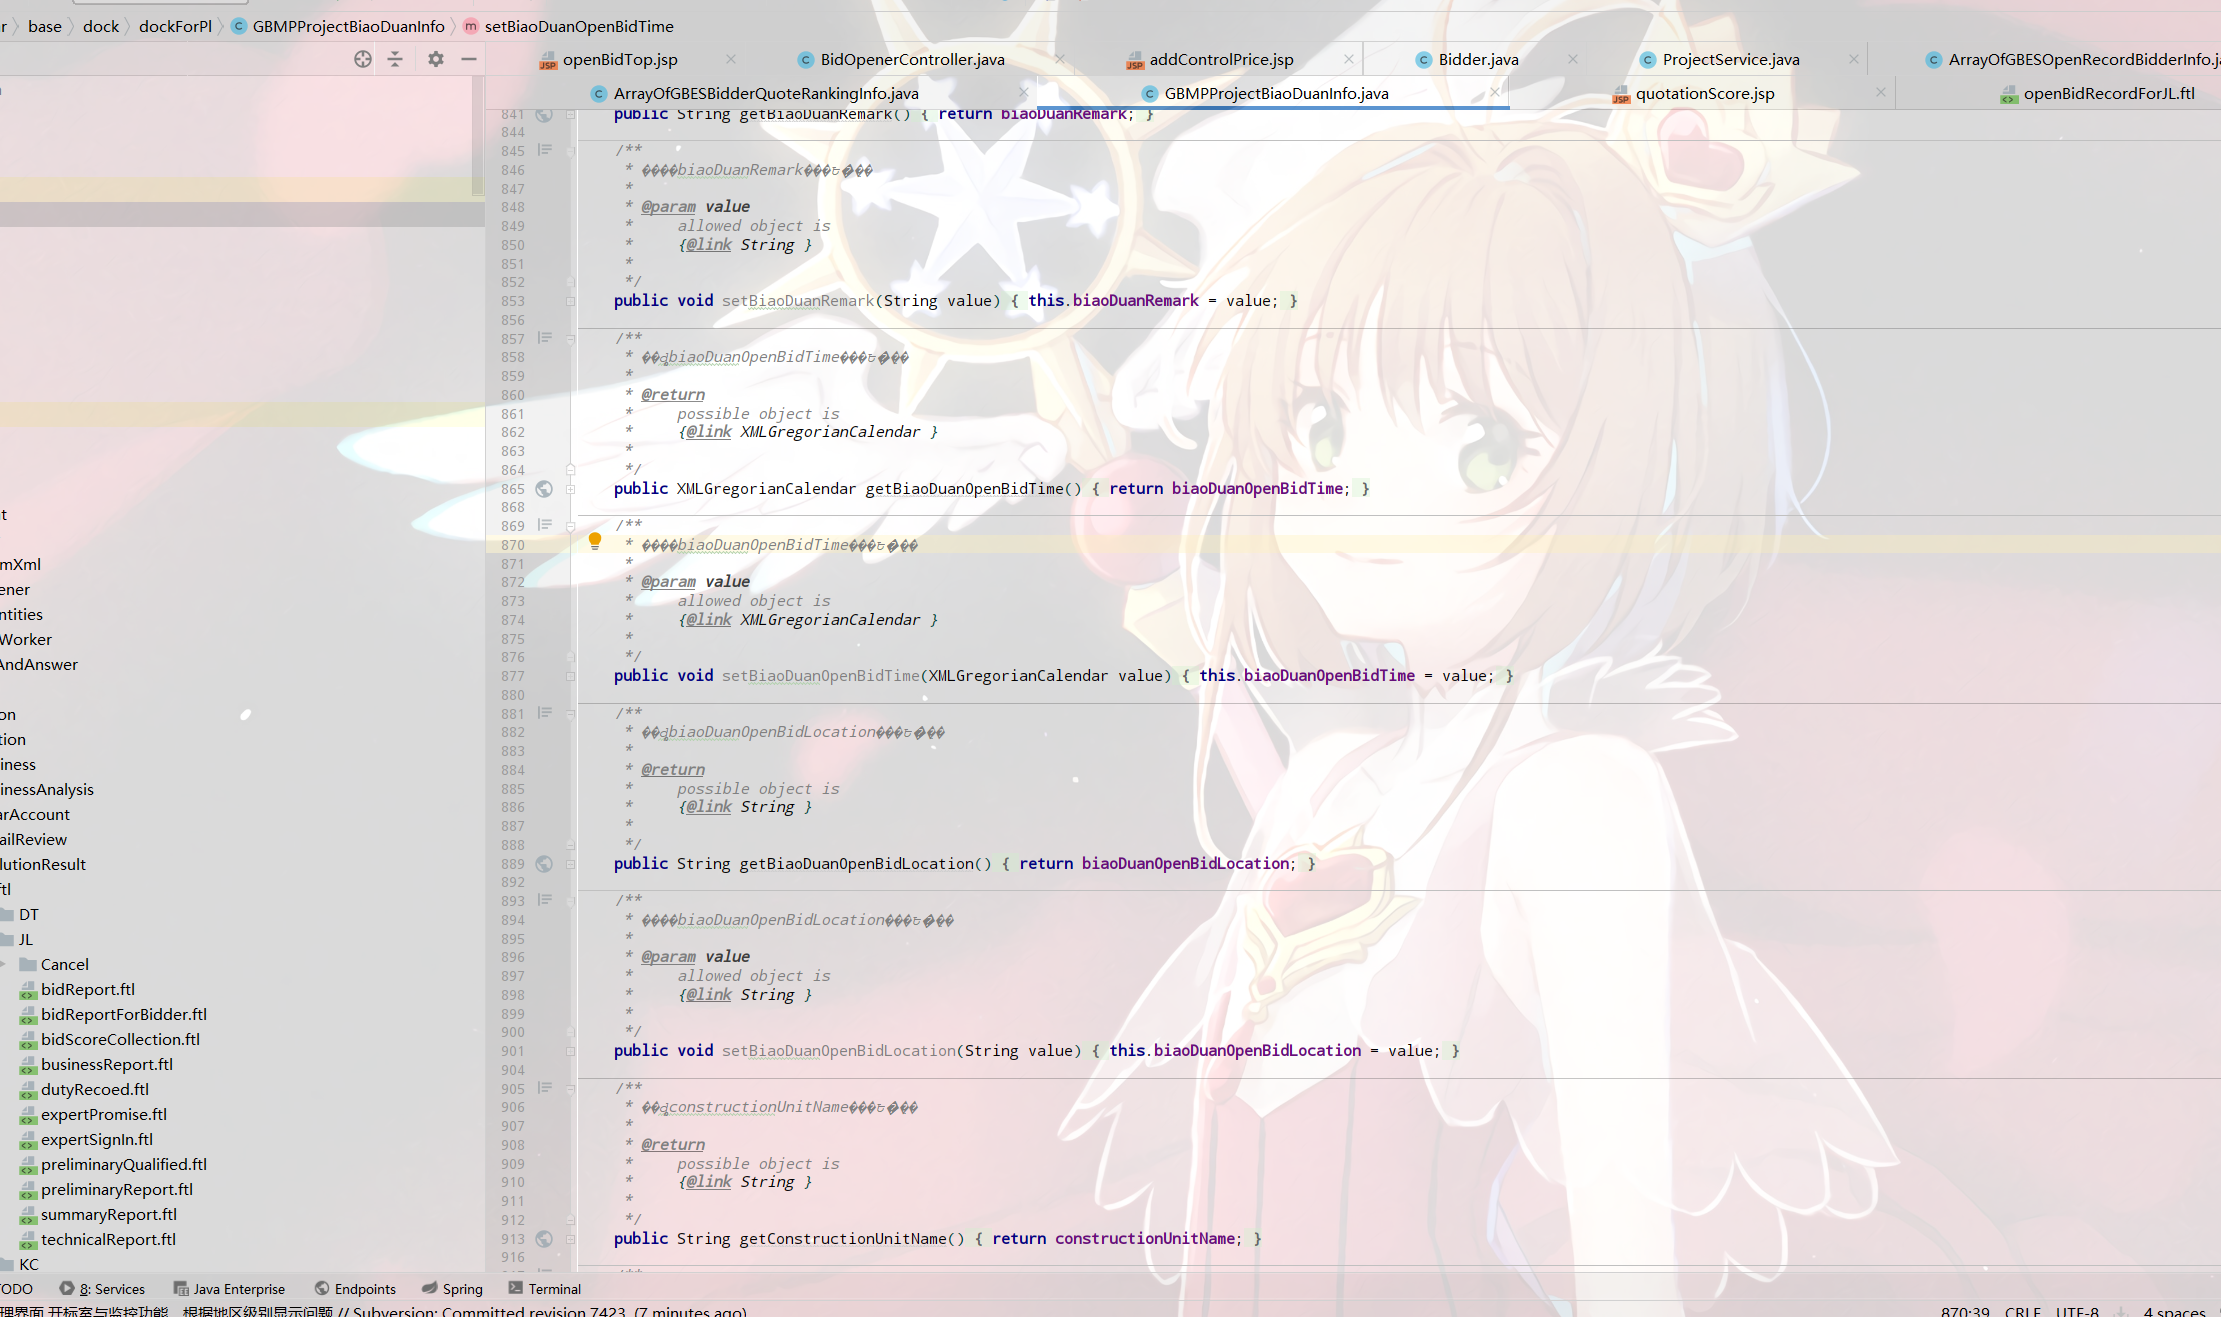 base dock dockForPl GBMPProjectBiaoDuanInfo setBiaoDuanOpenBidTime
openBidTop.jsp BidOpenerController.java addControlPrice.jsp Bidder.java ProjectService.java ArrayOfGBESOpenRecordBidderInfo.j
ArrayOfGBESBidderQuoteRankingInfo.java GBMPProjectBiaoDuanInfo.java quotationScore.jsp openBidRecordForJL.ftl
841 public String getBiaoDuanRemark() { return biaoDuanRemark; }
844
845 /**
846 * ����biaoDuanRemark���Ե�ֵ��
847 *
848 * @param value
849 * allowed object is
850 * {@link String }
851 *
852 */
853 public void setBiaoDuanRemark(String value) { this.biaoDuanRemark = value; }
856
857 /**
858 * ��ȡbiaoDuanOpenBidTime���Ե�ֵ��
859 *
860 * @return
861 * possible object is
862 * {@link XMLGregorianCalendar }
863 *
864 */
865 public XMLGregorianCalendar getBiaoDuanOpenBidTime() { return biaoDuanOpenBidTime; }
868
869 /**
870 * ����biaoDuanOpenBidTime���Ե�ֵ��
871 *
872 * @param value
873 * allowed object is
874 * {@link XMLGregorianCalendar }
875 *
876 */
877 public void setBiaoDuanOpenBidTime(XMLGregorianCalendar value) { this.biaoDuanOpenBidTime = value; }
880
881 /**
882 * ��ȡbiaoDuanOpenBidLocation���Ե�ֵ��
883 *
884 * @return
885 * possible object is
886 * {@link String }
887 *
888 */
889 public String getBiaoDuanOpenBidLocation() { return biaoDuanOpenBidLocation; }
892
893 /**
894 * ����biaoDuanOpenBidLocation���Ե�ֵ��
895 *
896 * @param value
897 * allowed object is
898 * {@link String }
899 *
900 */
901 public void setBiaoDuanOpenBidLocation(String value) { this.biaoDuanOpenBidLocation = value; }
904
905 /**
906 * ��ȡconstructionUnitName���Ե�ֵ��
907 *
908 * @return
909 * possible object is
910 * {@link String }
911 *
912 */
913 public String getConstructionUnitName() { return constructionUnitName; }
916
mXml
ener
ntities
Worker
AndAnswer
on
tion
iness
inessAnalysis
arAccount
ailReview
lutionResult
ftl
DT
JL
Cancel
bidReport.ftl
bidReportForBidder.ftl
bidScoreCollection.ftl
businessReport.ftl
dutyRecoed.ftl
expertPromise.ftl
expertSignIn.ftl
preliminaryQualified.ftl
preliminaryReport.ftl
summaryReport.ftl
technicalReport.ftl
KC
TODO 8: Services Java Enterprise Endpoints Spring Terminal
理界面 开标室与监控功能，根据地区级别显示问题 // Subversion: Committed revision 7423. (7 minutes ago) 870:39 CRLF UTF-8 4 spaces